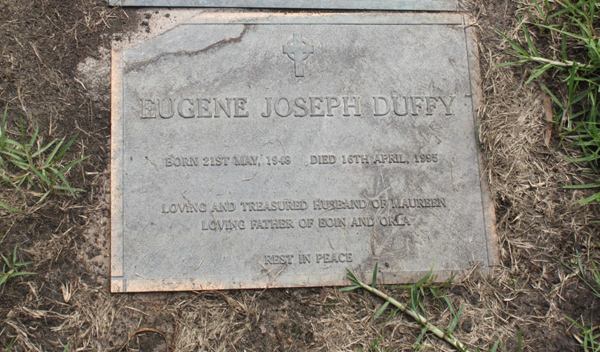 EUGENE JOSEPH DUFFY
BORN 21ST MAY, 1948 DIED 16TH APRIL, 1995
LOVING AND TREASURED HUSBAND OF MAUREEN
LOVING FATHER OF EOIN AND ORLA
REST IN PEACE